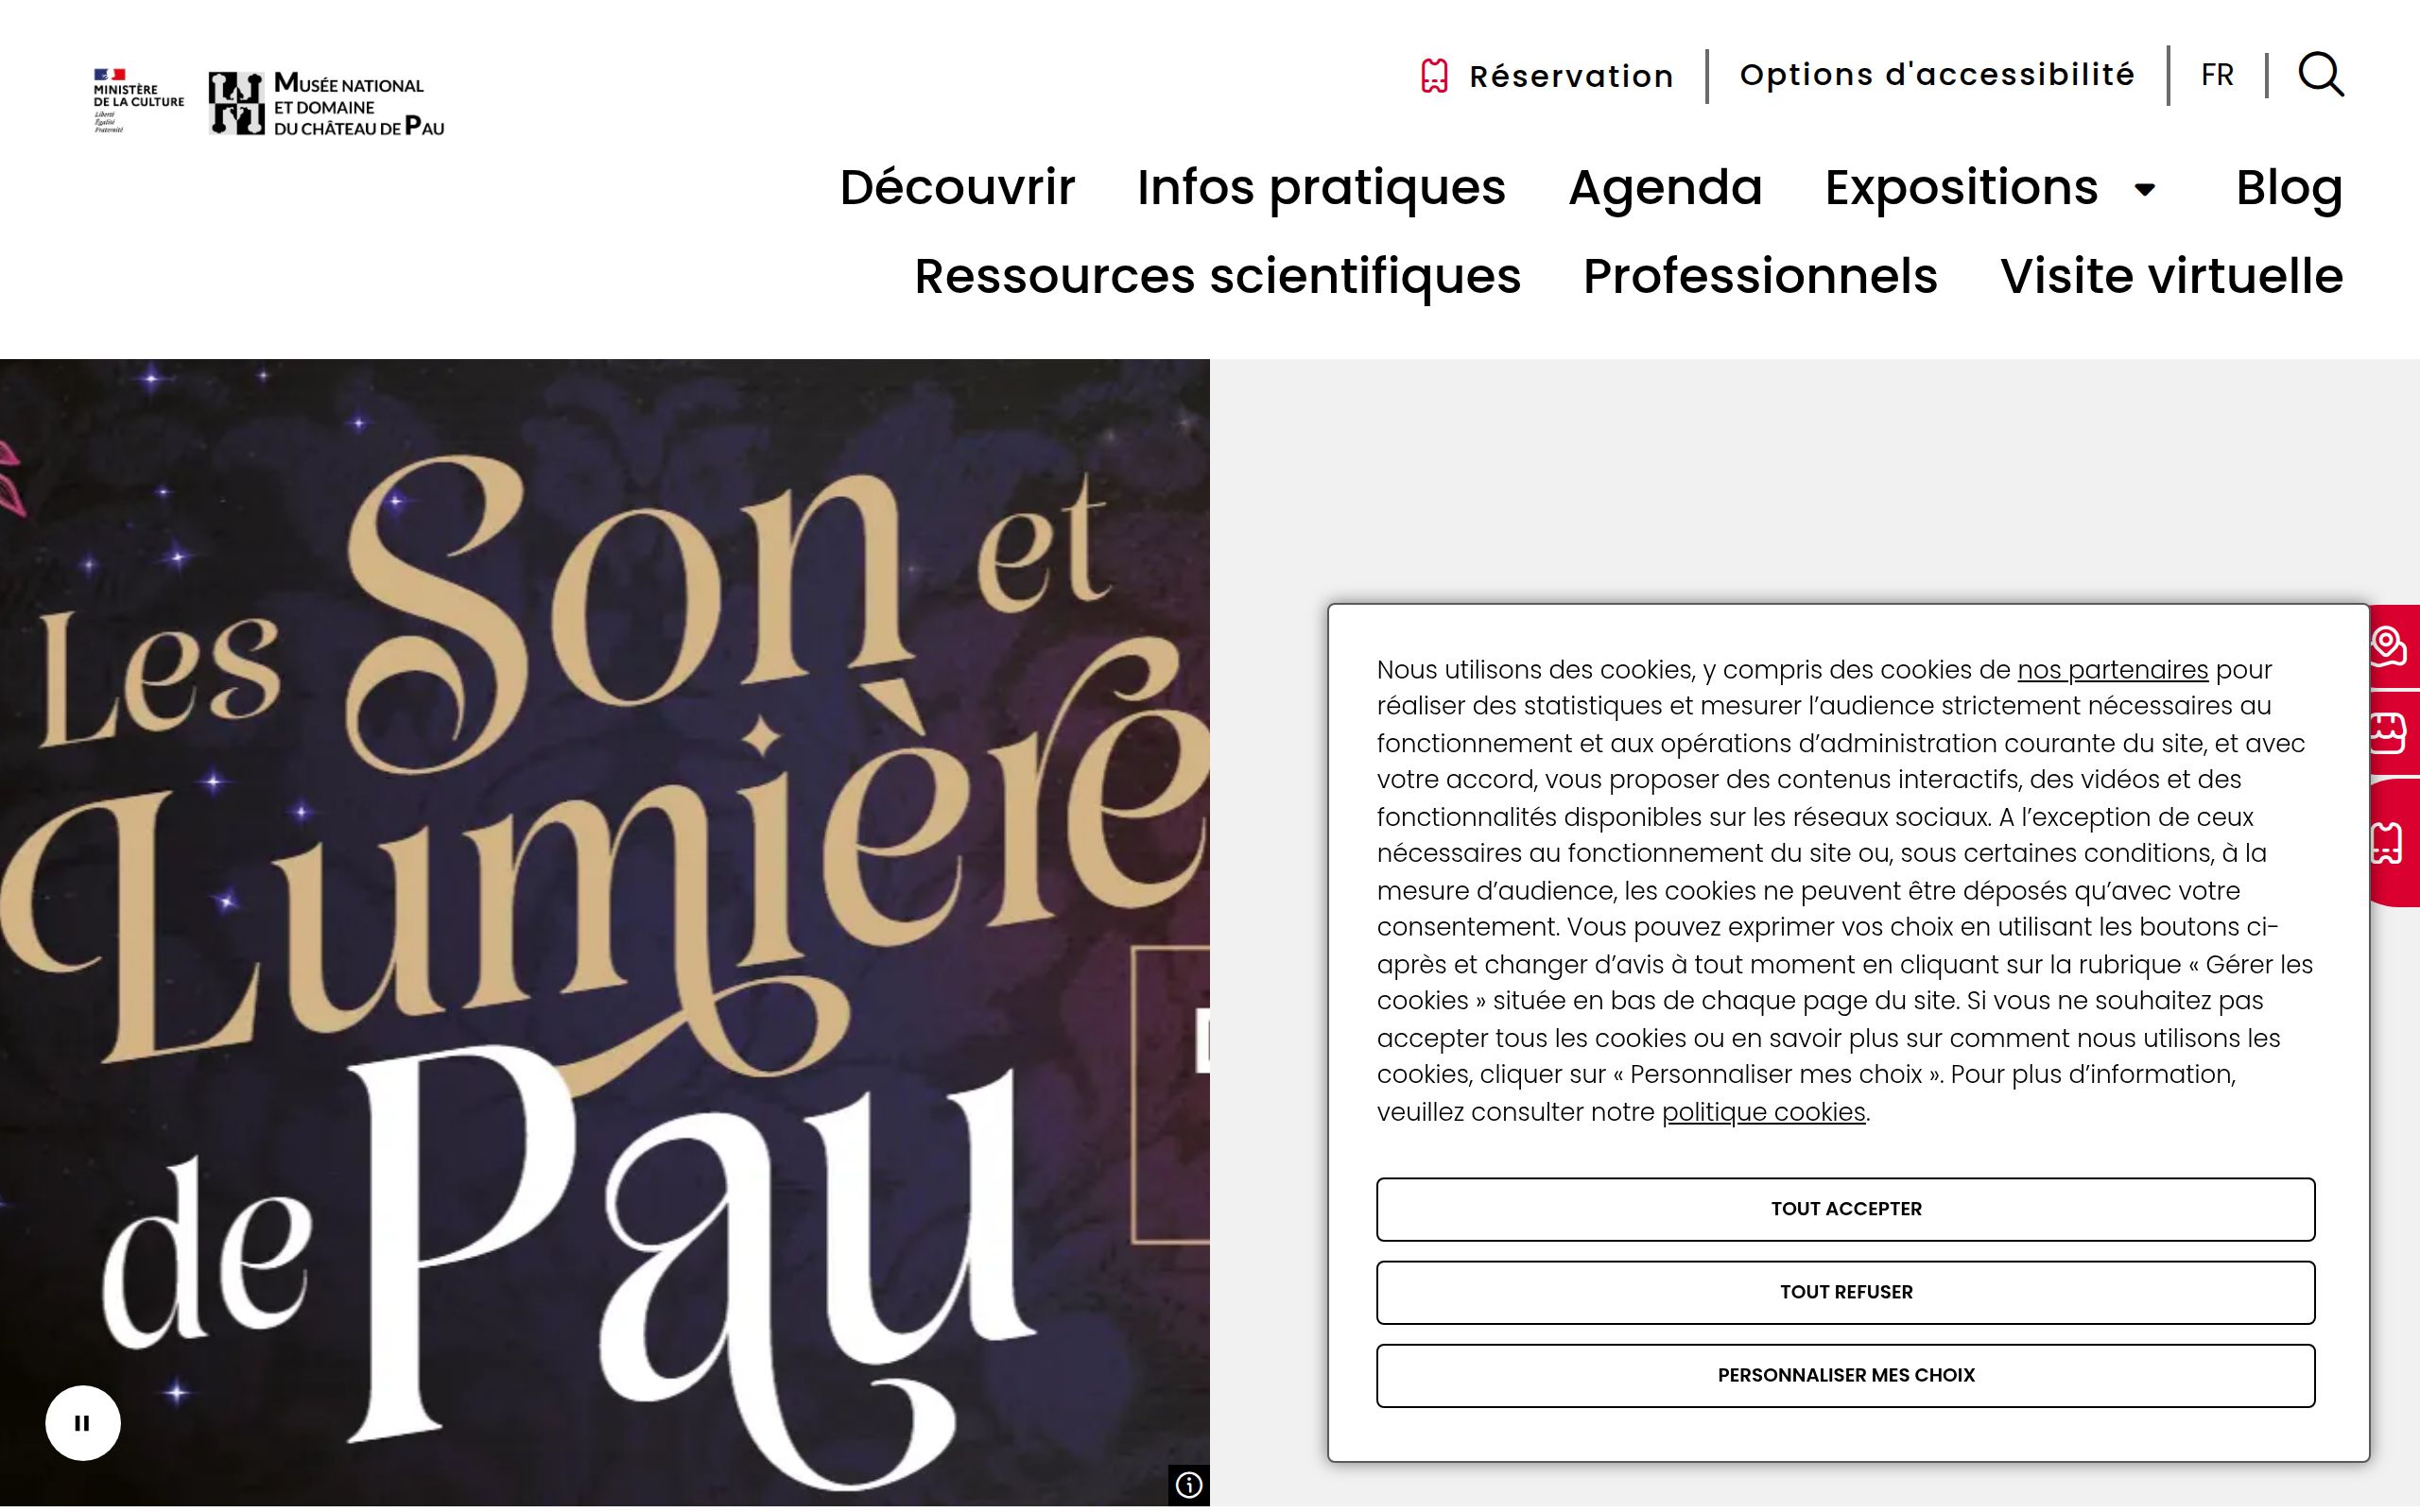 MINISTÈRE
DE LA CULTURE
Liberté
Égalité
Fraternité
MUSÉE NATIONAL
ET DOMAINE
DU CHÂTEAU DE PAU
Réservation
Options d'accessibilité
FR
Découvrir
Infos pratiques
Agenda
Expositions
Blog
Ressources scientifiques
Professionnels
Visite virtuelle
Les Son et
Lumière
de Pau
Nous utilisons des cookies, y compris des cookies de nos partenaires pour
réaliser des statistiques et mesurer l’audience strictement nécessaires au
fonctionnement et aux opérations d’administration courante du site, et avec
votre accord, vous proposer des contenus interactifs, des vidéos et des
fonctionnalités disponibles sur les réseaux sociaux. A l’exception de ceux
nécessaires au fonctionnement du site ou, sous certaines conditions, à la
mesure d’audience, les cookies ne peuvent être déposés qu’avec votre
consentement. Vous pouvez exprimer vos choix en utilisant les boutons ci-
après et changer d’avis à tout moment en cliquant sur la rubrique « Gérer les
cookies » située en bas de chaque page du site. Si vous ne souhaitez pas
accepter tous les cookies ou en savoir plus sur comment nous utilisons les
cookies, cliquer sur « Personnaliser mes choix ». Pour plus d’information,
veuillez consulter notre politique cookies.
TOUT ACCEPTER
TOUT REFUSER
PERSONNALISER MES CHOIX